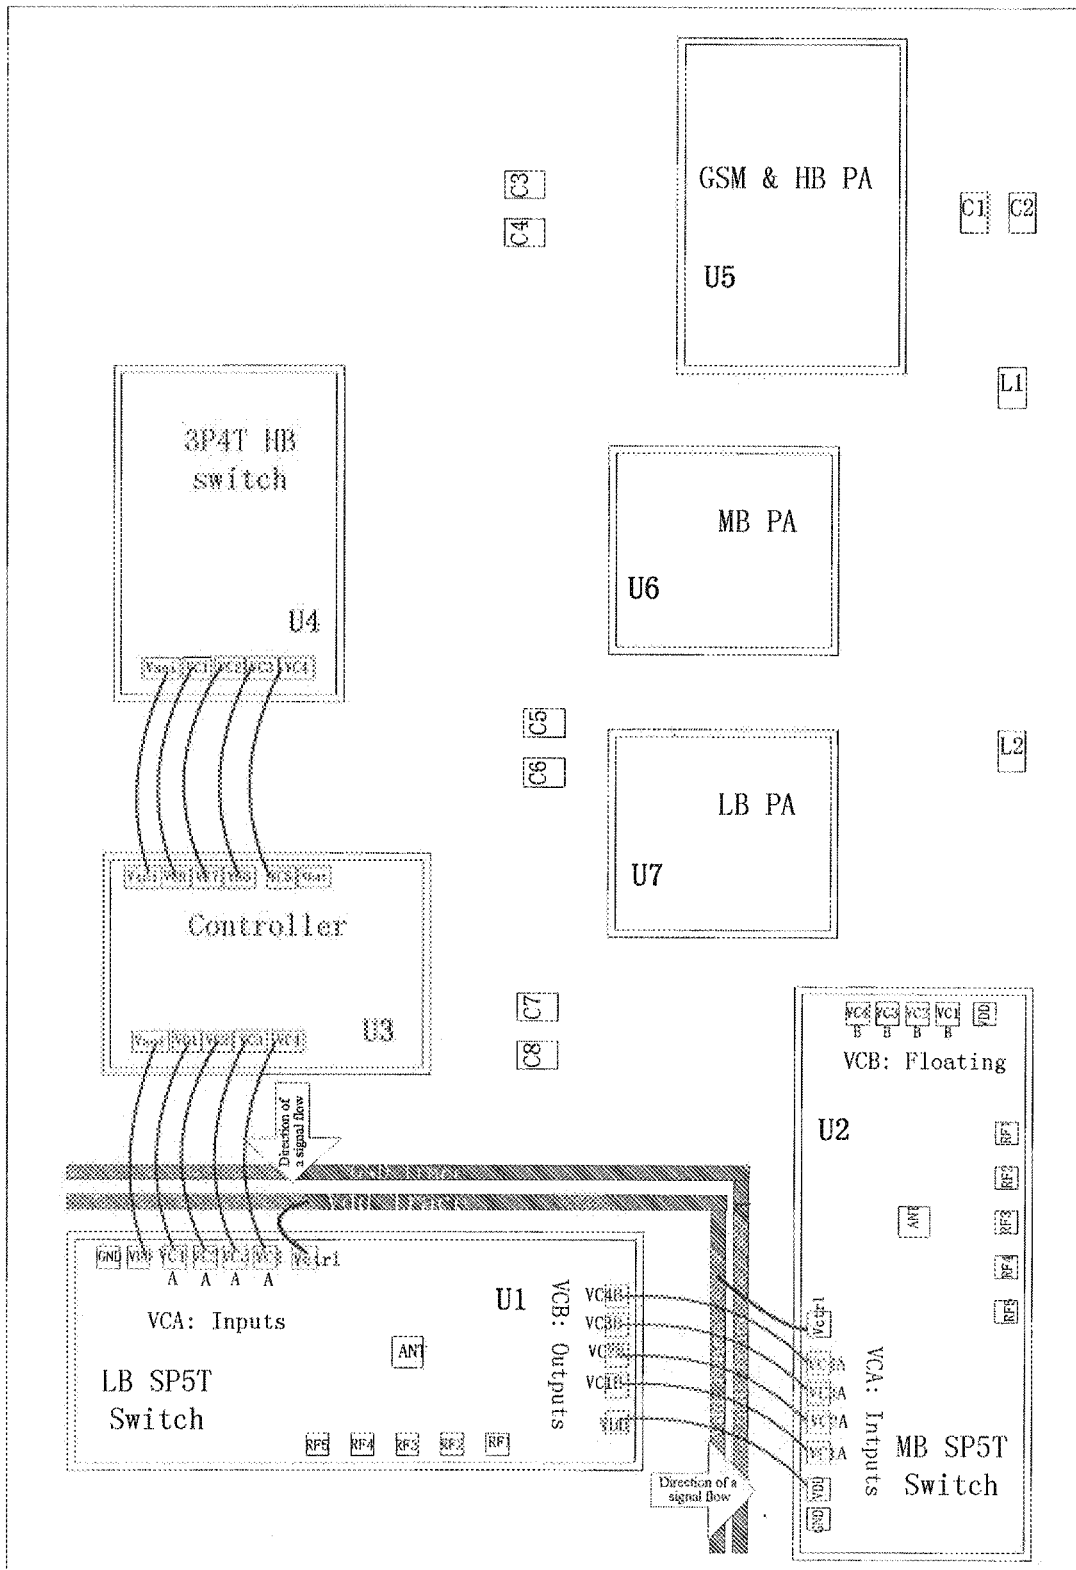 GSM & HB PA
U5
C3
C4
C1
C2
L1
3P4T HB
switch
U4
VC4
MB PA
U6
C5
C6
L2
LB PA
U7
Controller
U3
C7
C8
VC4
B
VC3
B
VC2
B
VC1
B
VDD
VCB: Floating
U2
RF1
RF2
RF3
RF4
RF5
ANT
Direction of
a signal flow
GND
A
A
A
A
VCA: Inputs
U1
VCB: Outputs
ANT
LB SP5T
Switch
RF5
RF4
RF3
RF2
RF1
Vctrl
VCA: Intputs
VDD
GND
MB SP5T
Switch
Direction of a
signal flow